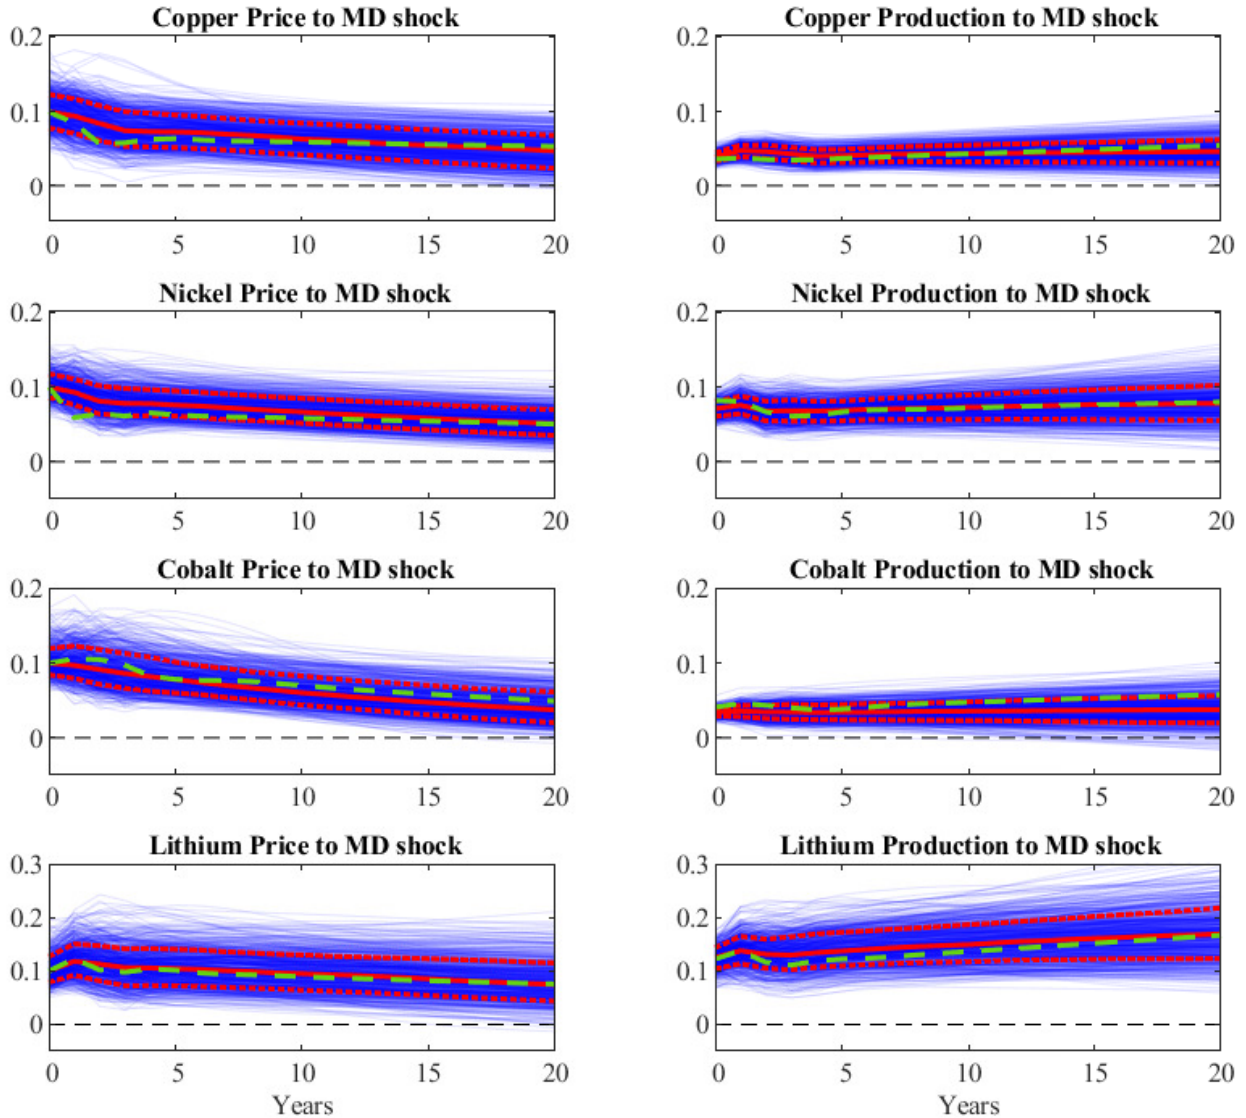 Copper Price to MD shock
0.2
0.1
0
0 5 10 15 20
Copper Production to MD shock
0.2
0.1
0
0 5 10 15 20
Nickel Price to MD shock
0.2
0.1
0
0 5 10 15 20
Nickel Production to MD shock
0.2
0.1
0
0 5 10 15 20
Cobalt Price to MD shock
0.2
0.1
0
0 5 10 15 20
Cobalt Production to MD shock
0.2
0.1
0
0 5 10 15 20
Lithium Price to MD shock
0.3
0.2
0.1
0
0 5 10 15 20
Years
Lithium Production to MD shock
0.3
0.2
0.1
0
0 5 10 15 20
Years